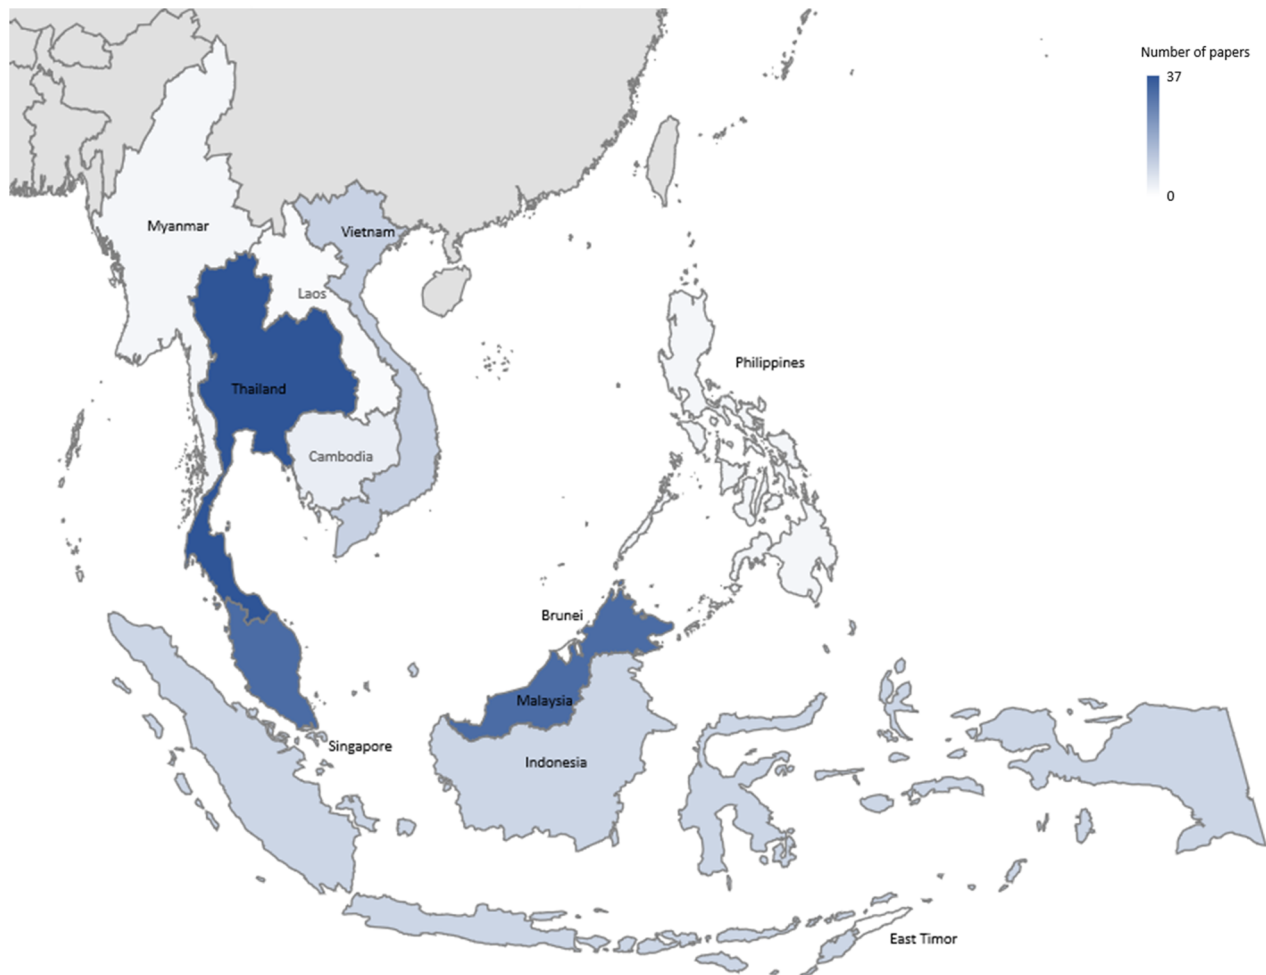 Number of papers
37
0
Myanmar
Vietnam
Laos
Philippines
Thailand
Cambodia
Brunei
Malaysia
Singapore
Indonesia
East Timor